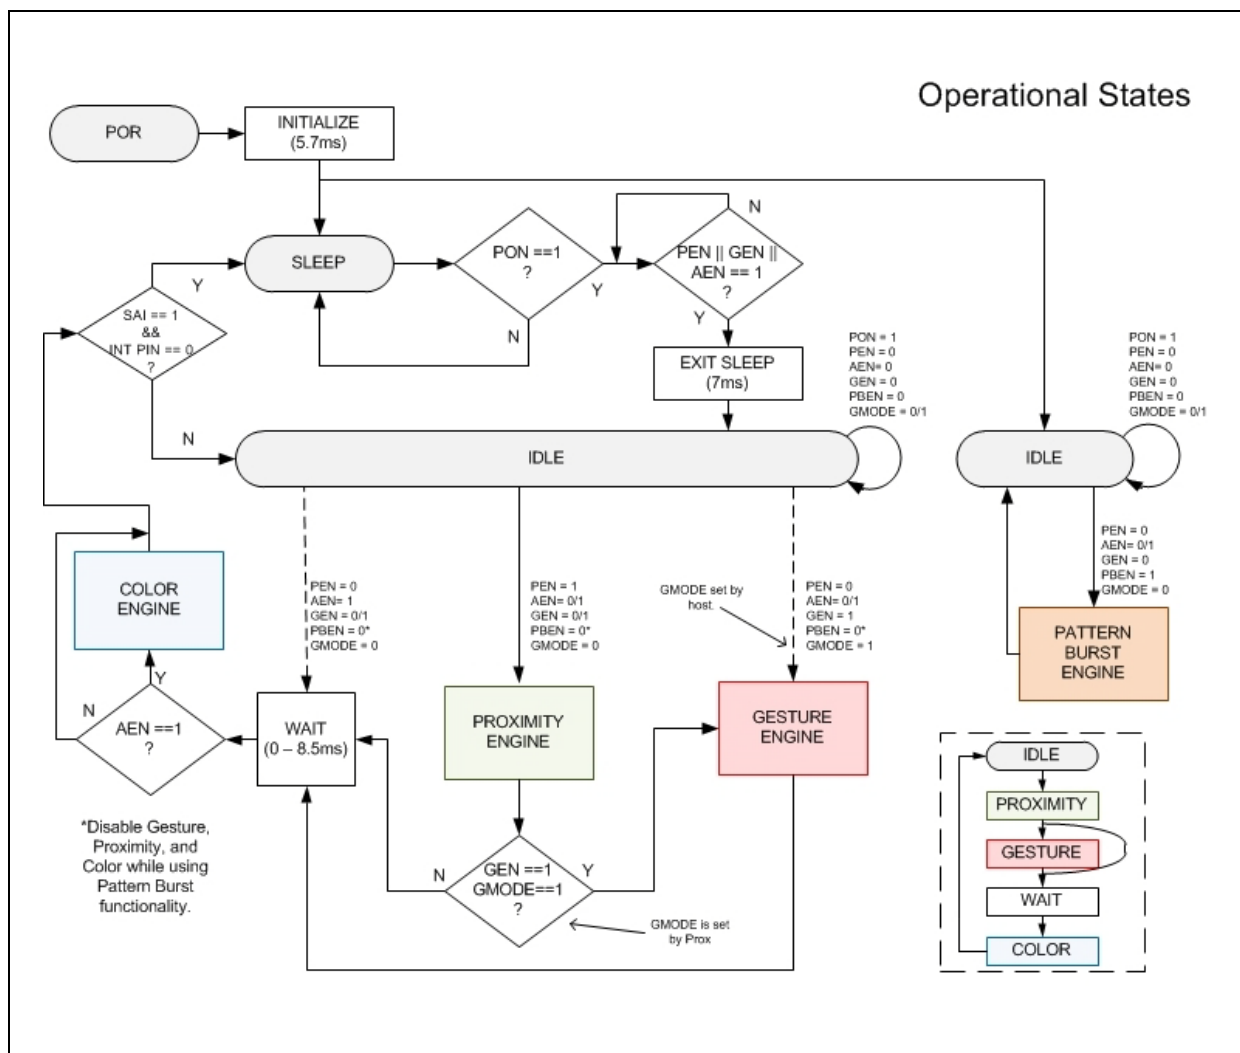 Operational States
POR
INITIALIZE
(5.7ms)
SLEEP
PON ==1
?
N
Y
N
PEN || GEN ||
AEN == 1
?
Y
Y
SAI == 1
&&
INT PIN == 0
?
N
EXIT SLEEP
(7ms)
PON = 1
PEN = 0
AEN= 0
GEN = 0
PBEN = 0
GMODE = 0/1
PON = 1
PEN = 0
AEN= 0
GEN = 0
PBEN = 0
GMODE = 0/1
IDLE
IDLE
PEN = 0
AEN= 0/1
GEN = 0
PBEN = 1
GMODE = 0
PATTERN
BURST
ENGINE
COLOR
ENGINE
PEN = 0
AEN= 1
GEN = 0/1
PBEN = 0*
GMODE = 0
PEN = 1
AEN= 0/1
GEN = 0/1
PBEN = 0*
GMODE = 0
GMODE set by
host.
PEN = 0
AEN= 0/1
GEN = 1
PBEN = 0*
GMODE = 1
Y
N
AEN ==1
?
WAIT
(0 – 8.5ms)
PROXIMITY
ENGINE
GESTURE
ENGINE
*Disable Gesture,
Proximity, and
Color while using
Pattern Burst
functionality.
N
GEN ==1
GMODE==1
?
Y
GMODE is set
by Prox
IDLE
PROXIMITY
GESTURE
WAIT
COLOR